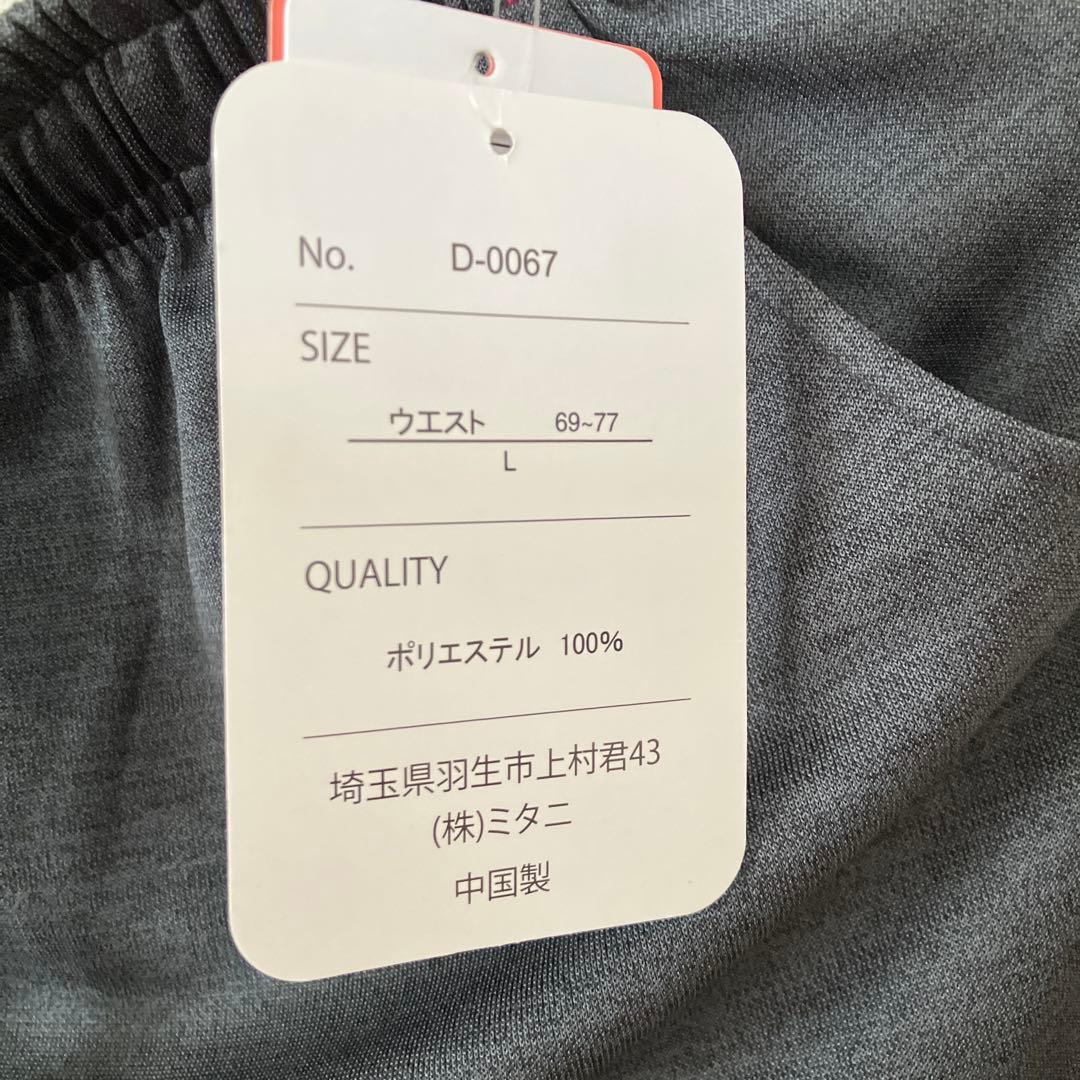 No. D-0067
SIZE
ウエスト 69~77
L
QUALITY
ポリエステル 100%
埼玉県羽生市上村君43
(株)ミタニ
中国製